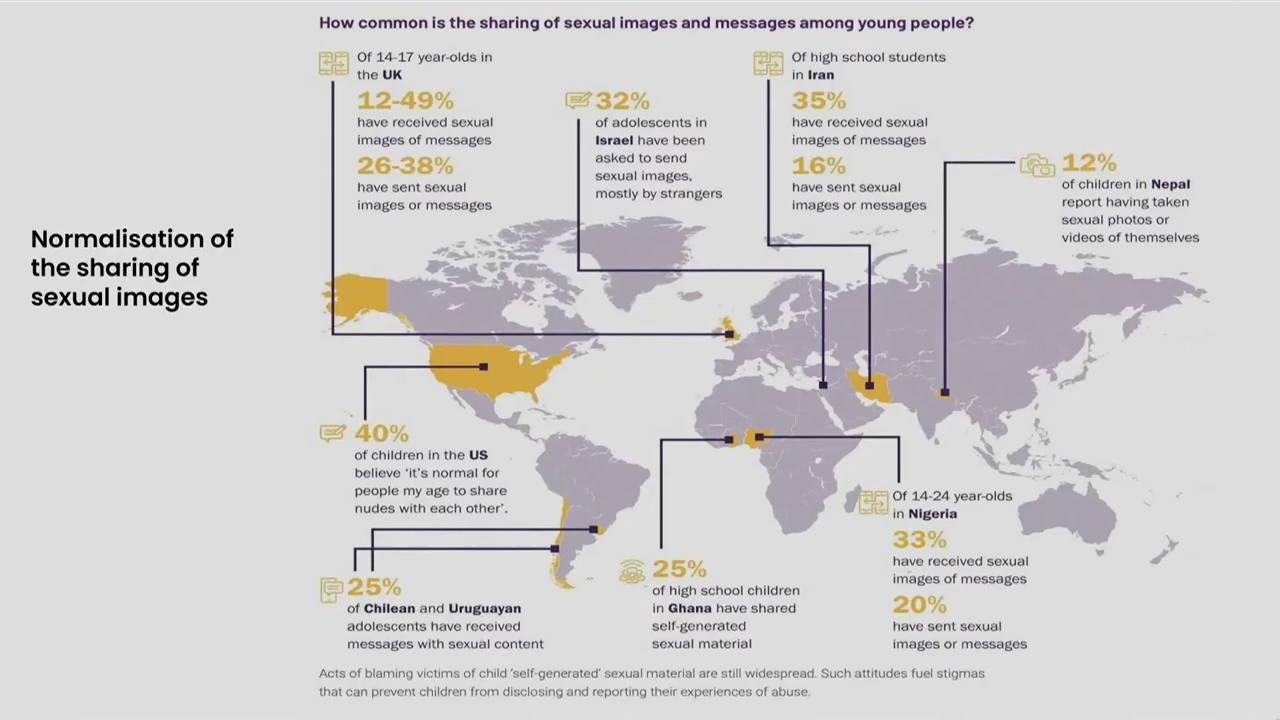 How common is the sharing of sexual images and messages among young people?
Normalisation of
the sharing of
sexual images
Of 14-17 year-olds in
the UK
12-49%
have received sexual
images of messages
26-38%
have sent sexual
images or messages
32%
of adolescents in
Israel have been
asked to send
sexual images,
mostly by strangers
Of high school students
in Iran
35%
have received sexual
images of messages
16%
have sent sexual
images or messages
12%
of children in Nepal
report having taken
sexual photos or
videos of themselves
40%
of children in the US
believe ‘it’s normal for
people my age to share
nudes with each other’.
25%
of Chilean and Uruguayan
adolescents have received
messages with sexual content
25%
of high school children
in Ghana have shared
self-generated
sexual material
Of 14-24 year-olds
in Nigeria
33%
have received sexual
images of messages
20%
have sent sexual
images or messages
Acts of blaming victims of child ‘self-generated’ sexual material are still widespread. Such attitudes fuel stigmas
that can prevent children from disclosing and reporting their experiences of abuse.